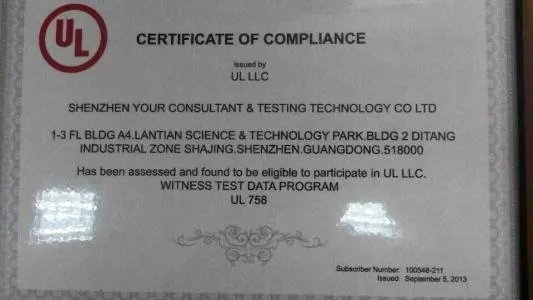 UL
CERTIFICATE OF COMPLIANCE
Issued by
UL LLC
SHENZHEN YOUR CONSULTANT & TESTING TECHNOLOGY CO LTD
1-3 FL BLDG A4.LANTIAN SCIENCE & TECHNOLOGY PARK.BLDG 2 DITANG
INDUSTRIAL ZONE SHAJING.SHENZHEN.GUANGDONG.518000
Has been assessed and found to be eligible to participate in UL LLC.
WITNESS TEST DATA PROGRAM
UL 758
Subscriber Number: 100548-211
Issued: September 5, 2013